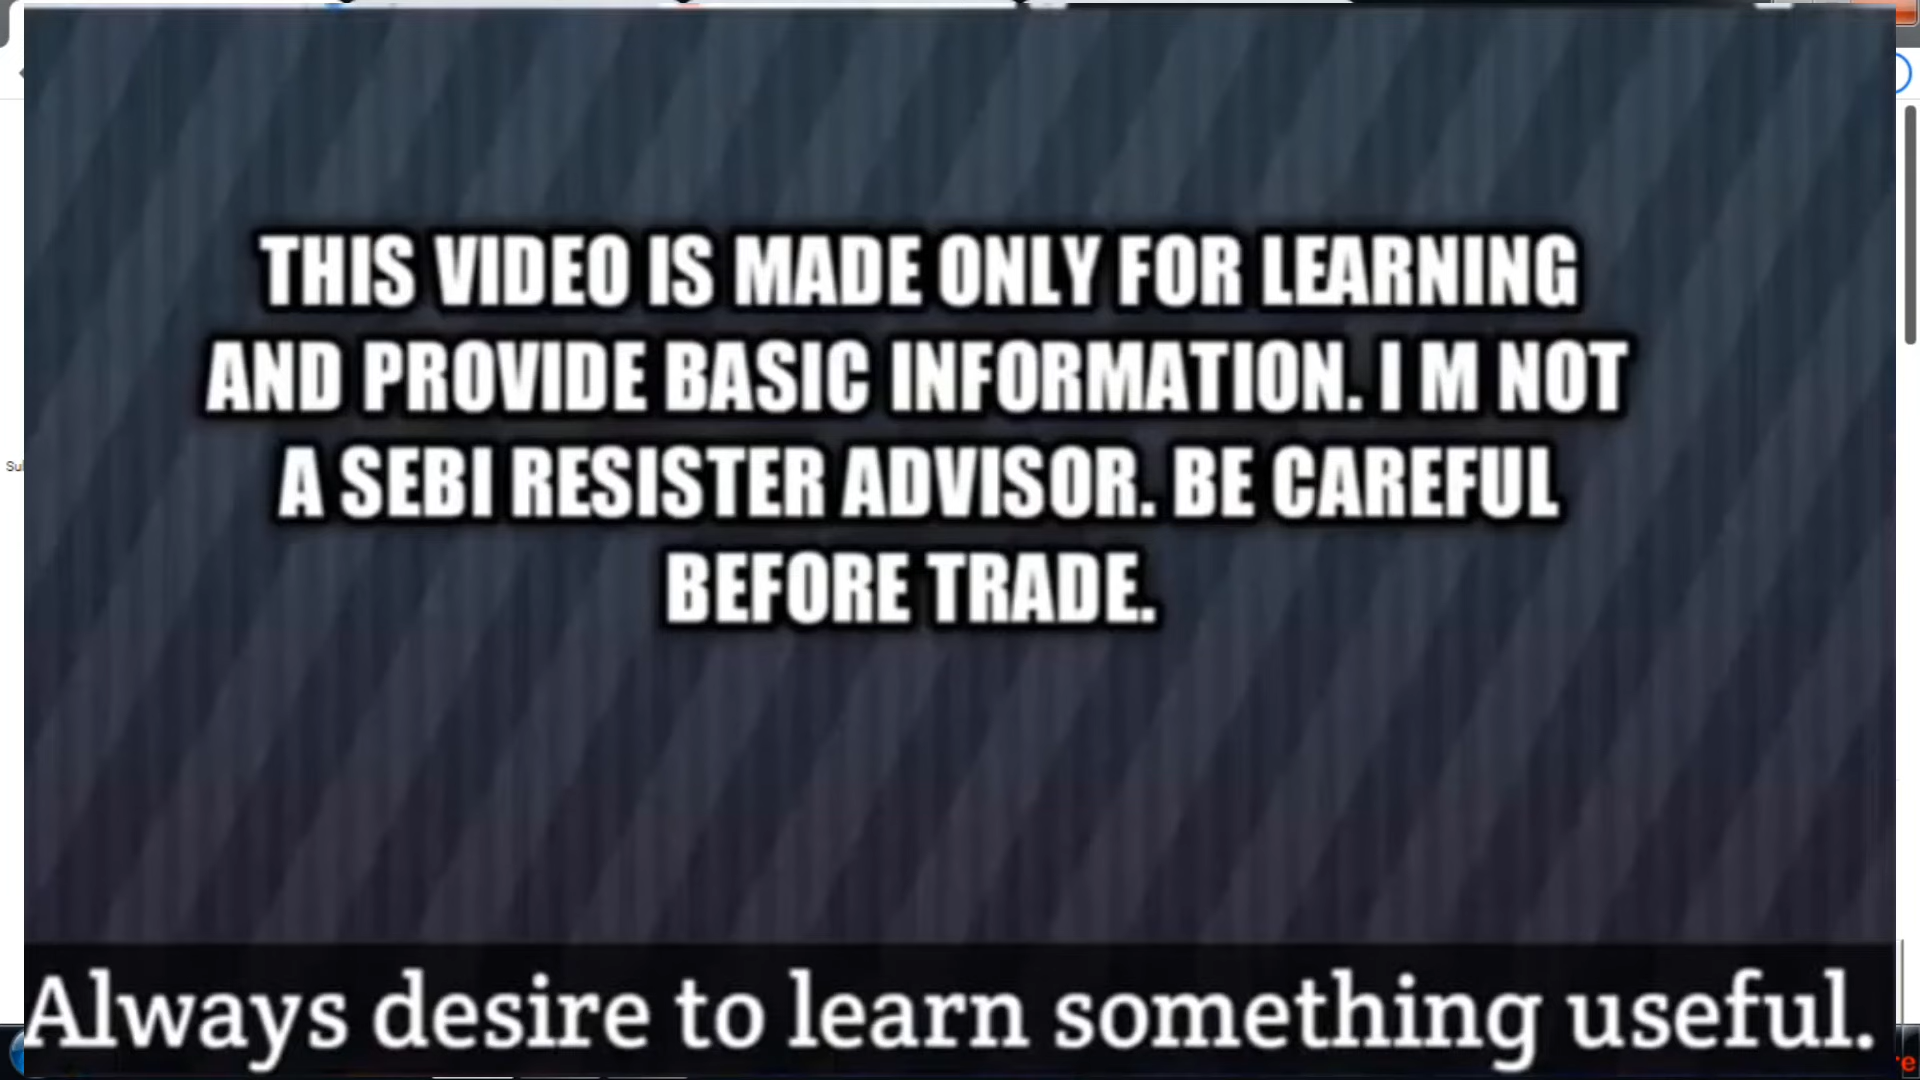 THIS VIDEO IS MADE ONLY FOR LEARNING
AND PROVIDE BASIC INFORMATION. I M NOT
A SEBI RESISTER ADVISOR. BE CAREFUL
BEFORE TRADE.
Always desire to learn something useful.